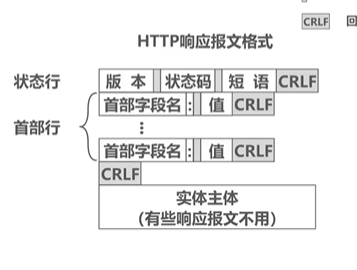 CRLF 回
HTTP响应报文格式
状态行 版 本 状态码 短 语 CRLF
首部行
首部字段名 : 值 CRLF
⋮
首部字段名 : 值 CRLF
CRLF
实体主体
(有些响应报文不用)